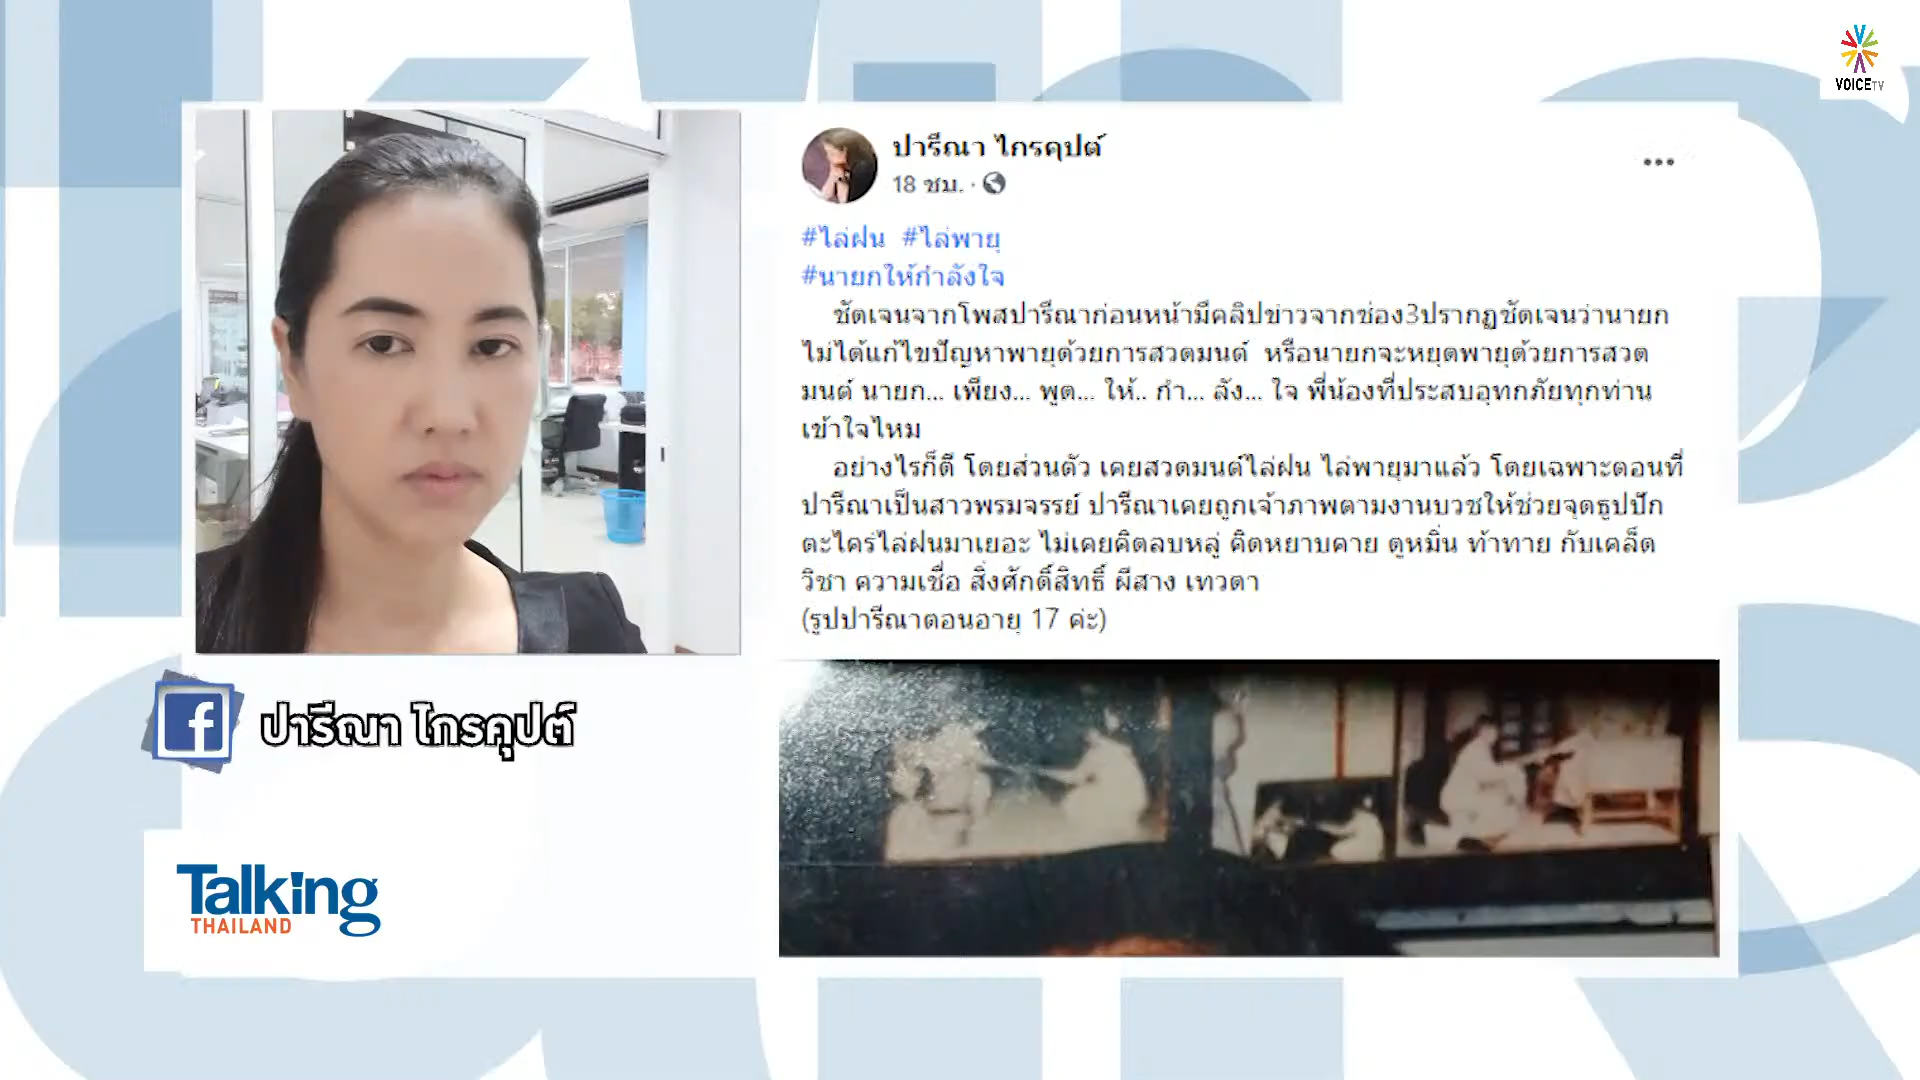 VOICETV
ปารีณา ไกรคุปต์
18 ชม.
#ไล่ฝน #ไล่พายุ
#นายกให้กำลังใจ
ชัดเจนจากโพสปารีณาก่อนหน้ามีคลิปข่าวจากช่อง3ปรากฏชัดเจนว่านายก
ไม่ได้แก้ไขปัญหาพายุด้วยการสวดมนต์ หรือนายกจะหยุดพายุด้วยการสวด
มนต์ นายก... เพียง... พูด... ให้.. กำ... ลัง... ใจ พี่น้องที่ประสบอุทกภัยทุกท่าน
เข้าใจไหม
อย่างไรก็ดี โดยส่วนตัว เคยสวดมนต์ไล่ฝน ไล่พายุมาแล้ว โดยเฉพาะตอนที่
ปารีณาเป็นสาวพรมจรรย์ ปารีณาเคยถูกเจ้าภาพตามงานบวชให้ช่วยจุดธูปปัก
ตะไคร่ไล่ฝนมาเยอะ ไม่เคยคิดลบหลู่ คิดหยาบคาย ดูหมิ่น ท้าทาย กับเคล็ด
วิชา ความเชื่อ สิ่งศักดิ์สิทธิ์ ผีสาง เทวดา
(รูปปารีณาตอนอายุ 17 ค่ะ)
f ปารีณา ไกรคุปต์
Talking
THAILAND